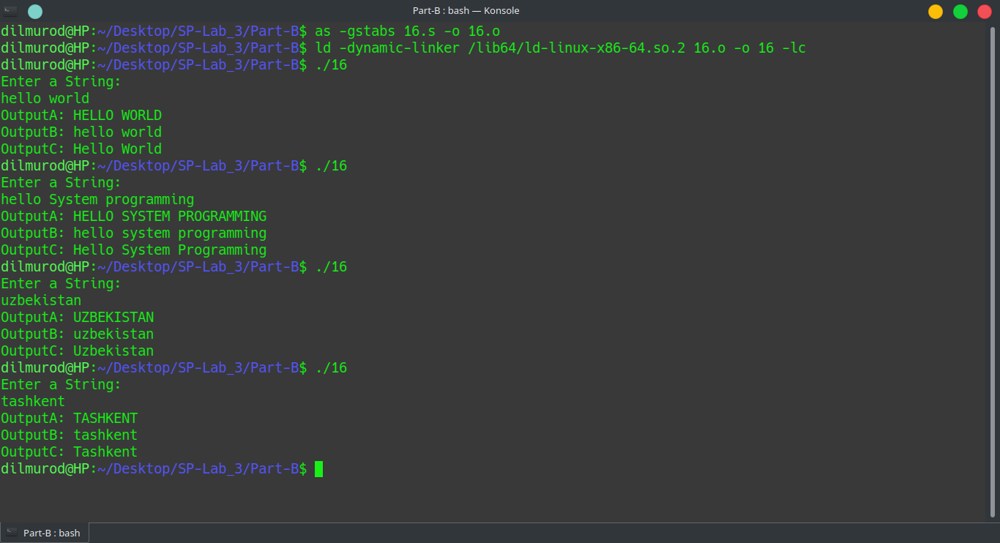 Part-B : bash — Konsole
dilmurod@HP:~/Desktop/SP-Lab_3/Part-B$ as -gstabs 16.s -o 16.o
dilmurod@HP:~/Desktop/SP-Lab_3/Part-B$ ld -dynamic-linker /lib64/ld-linux-x86-64.so.2 16.o -o 16 -lc
dilmurod@HP:~/Desktop/SP-Lab_3/Part-B$ ./16
Enter a String:
hello world
OutputA: HELLO WORLD
OutputB: hello world
OutputC: Hello World
dilmurod@HP:~/Desktop/SP-Lab_3/Part-B$ ./16
Enter a String:
hello System programming
OutputA: HELLO SYSTEM PROGRAMMING
OutputB: hello system programming
OutputC: Hello System Programming
dilmurod@HP:~/Desktop/SP-Lab_3/Part-B$ ./16
Enter a String:
uzbekistan
OutputA: UZBEKISTAN
OutputB: uzbekistan
OutputC: Uzbekistan
dilmurod@HP:~/Desktop/SP-Lab_3/Part-B$ ./16
Enter a String:
tashkent
OutputA: TASHKENT
OutputB: tashkent
OutputC: Tashkent
dilmurod@HP:~/Desktop/SP-Lab_3/Part-B$
Part-B : bash